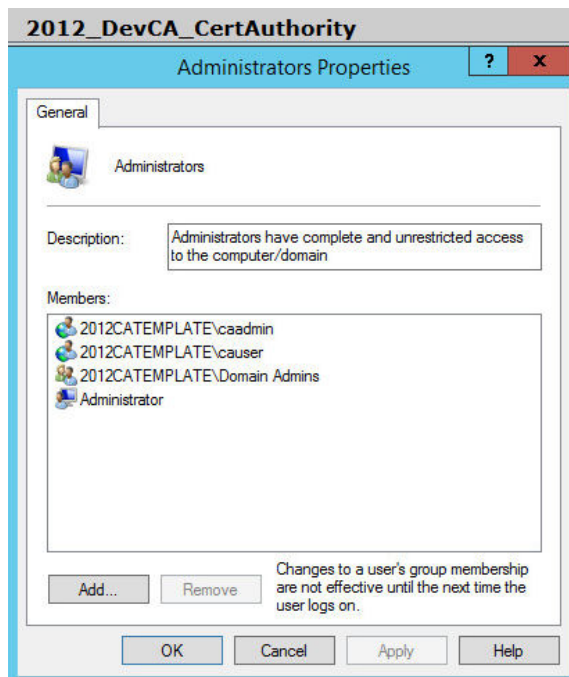 2012_DevCA_CertAuthority
Administrators Properties
?
x
General
Administrators
Description:
Administrators have complete and unrestricted access
to the computer/domain
Members:
2012CATEMPLATE\caadmin
2012CATEMPLATE\causer
2012CATEMPLATE\Domain Admins
Administrator
Add...
Remove
Changes to a user's group membership
are not effective until the next time the
user logs on.
OK
Cancel
Apply
Help